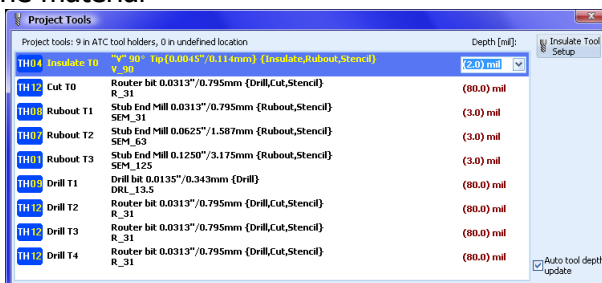 Project Tools
Project tools: 9 in ATC tool holders, 0 in undefined location Depth [mil]:
TH04 Insulate T0 "V" 90° Tip{0.0045"/0.114mm} {Insulate,Rubout,Stencil} (2.0) mil Insulate Tool
V_90 Setup
TH12 Cut T0 Router bit 0.0313"/0.795mm {Drill,Cut,Stencil} (80.0) mil
R_31
TH08 Rubout T1 Stub End Mill 0.0313"/0.795mm {Rubout,Stencil} (3.0) mil
SEM_31
TH07 Rubout T2 Stub End Mill 0.0625"/1.587mm {Rubout,Stencil} (3.0) mil
SEM_63
TH01 Rubout T3 Stub End Mill 0.1250"/3.175mm {Rubout,Stencil} (3.0) mil
SEM_125
TH09 Drill T1 Drill bit 0.0135"/0.343mm {Drill} (80.0) mil
DRL_13.5
TH12 Drill T2 Router bit 0.0313"/0.795mm {Drill,Cut,Stencil} (80.0) mil
R_31
TH12 Drill T3 Router bit 0.0313"/0.795mm {Drill,Cut,Stencil} (80.0) mil
R_31
TH12 Drill T4 Router bit 0.0313"/0.795mm {Drill,Cut,Stencil} (80.0) mil
R_31
Auto tool depth
update